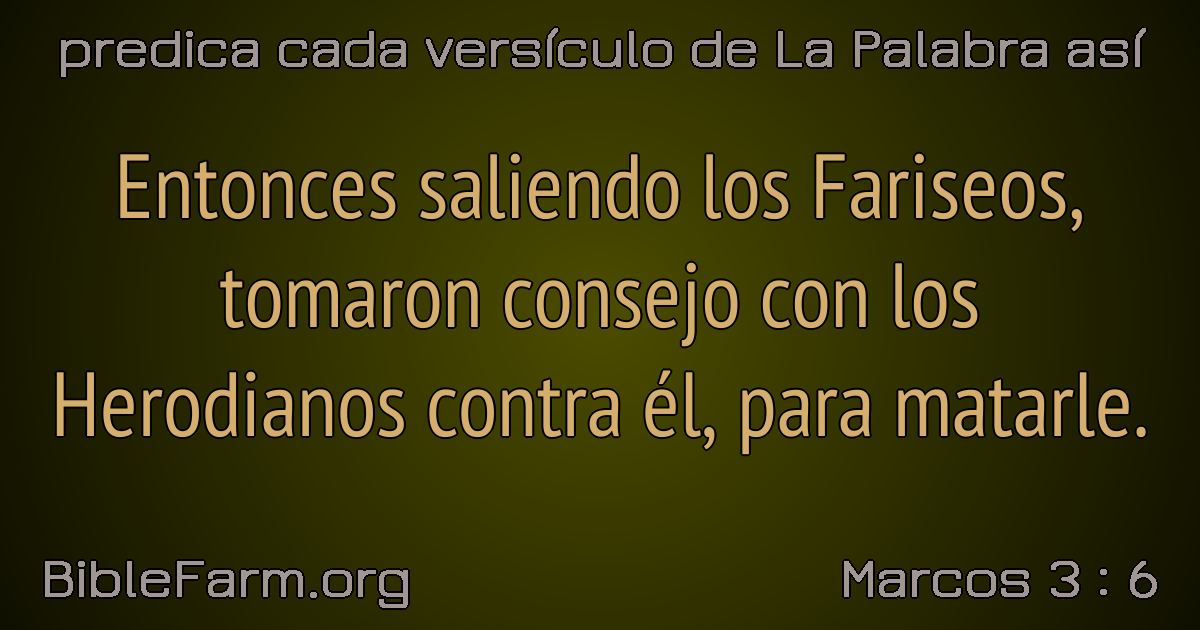 predica cada versículo de La Palabra así
Entonces saliendo los Fariseos,
tomaron consejo con los
Herodianos contra él, para matarle.
BibleFarm.org
Marcos 3 : 6